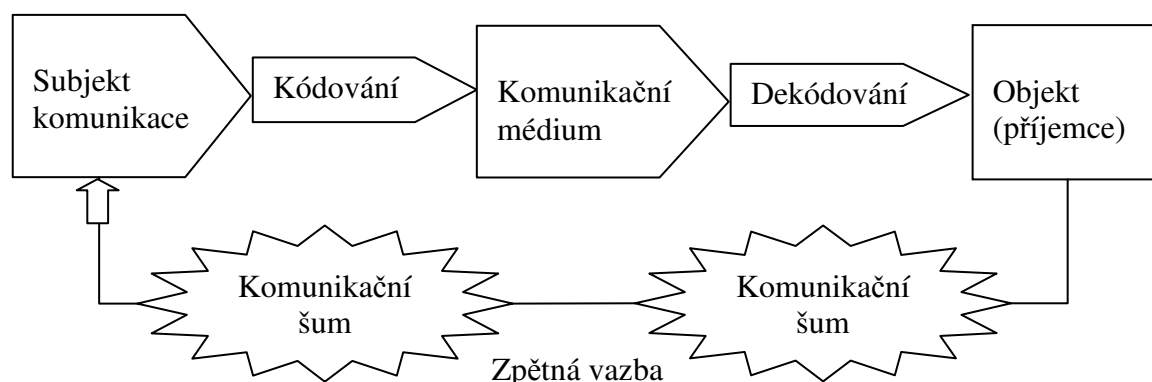 Subjekt
komunikace
Kódování
Komunikační
médium
Dekódování
Objekt
(příjemce)
Komunikační
šum
Komunikační
šum
Zpětná vazba